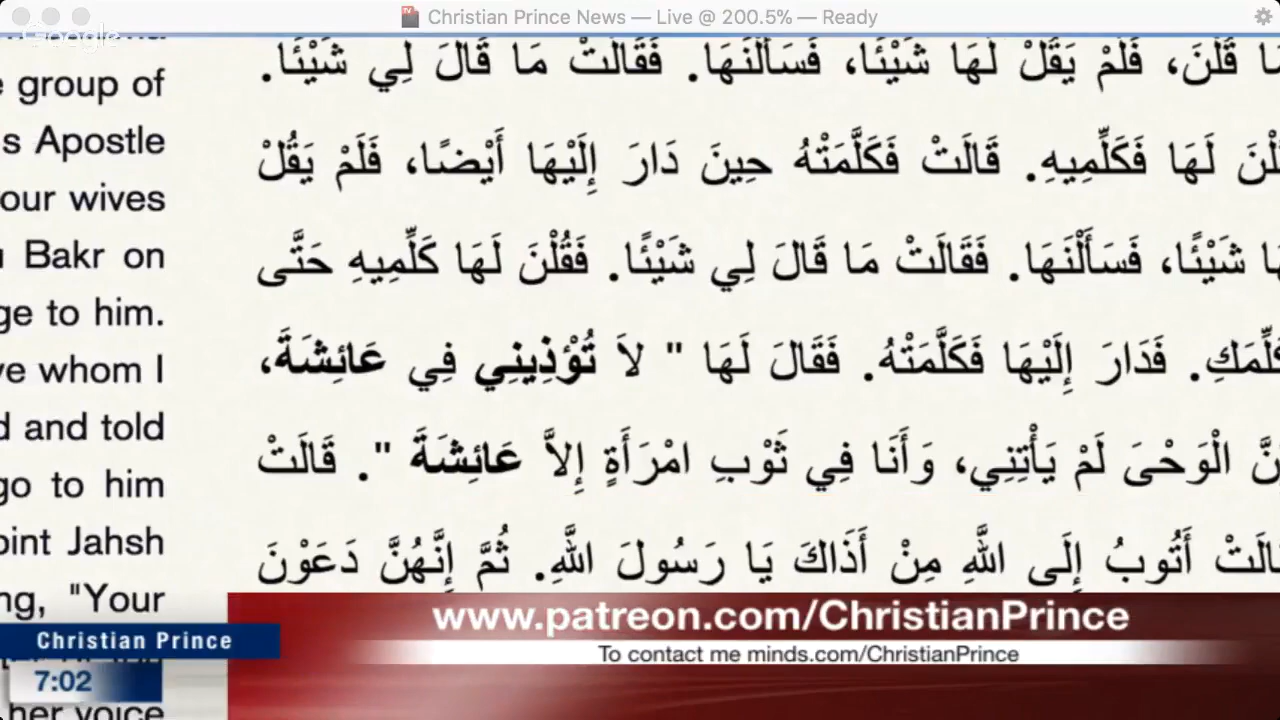 Christian Prince News — Live @ 200.5% — Ready
Google
e group of
s Apostle
our wives
Bakr on
ge to him.
ve whom I
d and told
go to him
oint Jahsh
ng, "Your
her voice
مَا قُلْنَ، فَلَمْ يَقُلْ لَهَا شَيْئًا، فَسَأَلْنَهَا. فَقَالَتْ مَا قَالَ لِي شَيْئًا.
لْنَ لَهَا فَكَلِّمِيهِ. قَالَتْ فَكَلَّمَتْهُ حِينَ دَارَ إِلَيْهَا أَيْضًا، فَلَمْ يَقُلْ
هَا شَيْئًا، فَسَأَلْنَهَا. فَقَالَتْ مَا قَالَ لِي شَيْئًا. فَقُلْنَ لَهَا كَلِّمِيهِ حَتَّى
كَلِّمَكِ. فَدَارَ إِلَيْهَا فَكَلَّمَتْهُ. فَقَالَ لَهَا " لاَ تُؤْذِينِي فِي عَائِشَةَ،
نَّ الْوَحْىَ لَمْ يَأْتِنِي، وَأَنَا فِي ثَوْبِ امْرَأَةٍ إِلاَّ عَائِشَةَ ". قَالَتْ
الَتْ أَتُوبُ إِلَى اللَّهِ مِنْ أَذَاكَ يَا رَسُولَ اللَّهِ. ثُمَّ إِنَّهُنَّ دَعَوْنَ
www.patreon.com/ChristianPrince
To contact me minds.com/ChristianPrince
Christian Prince
7:02